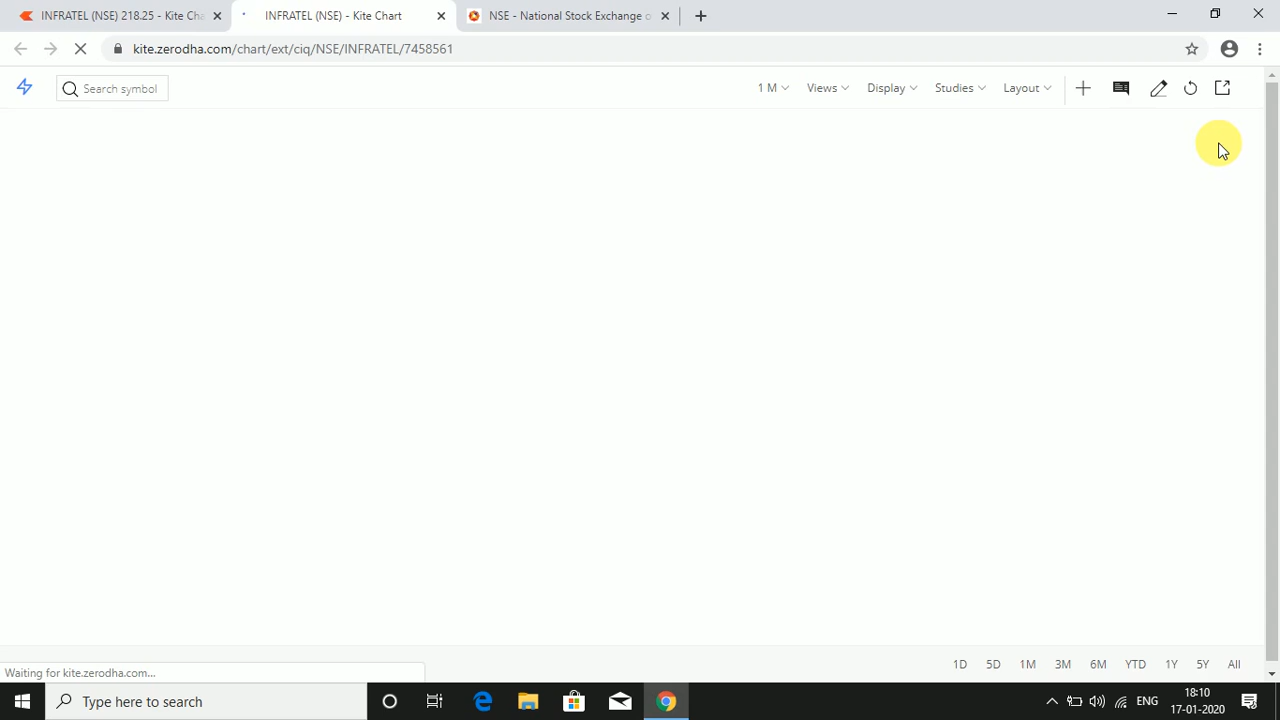 INFRATEL (NSE) 218.25 - Kite Cha
INFRATEL (NSE) - Kite Chart
NSE - National Stock Exchange o
kite.zerodha.com/chart/ext/ciq/NSE/INFRATEL/7458561
Search symbol
1 M
Views
Display
Studies
Layout
1D 5D 1M 3M 6M YTD 1Y 5Y All
Waiting for kite.zerodha.com...
Type here to search
ENG
18:10
17-01-2020